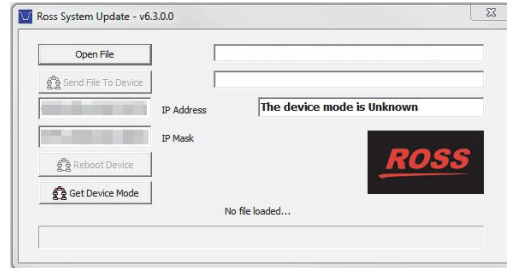 Ross System Update - v6.3.0.0
Open File
Send File To Device
IP Address
The device mode is Unknown
IP Mask
Reboot Device
ROSS
Get Device Mode
No file loaded...